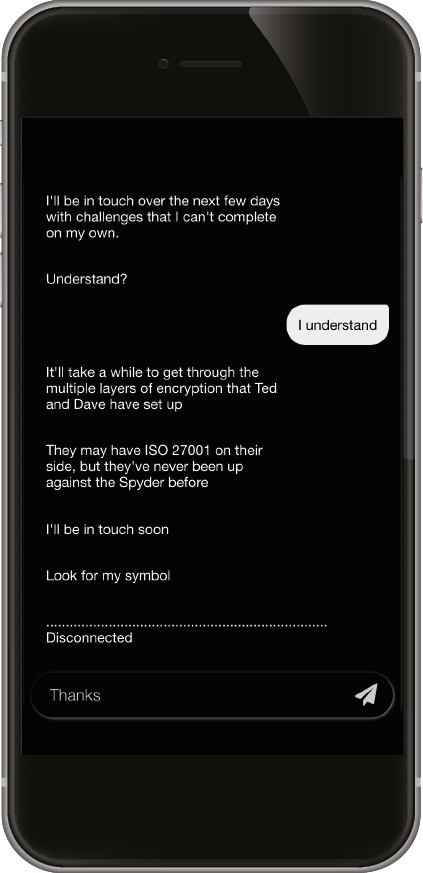 I'll be in touch over the next few days
with challenges that I can't complete
on my own.
Understand?
I understand
It'll take a while to get through the
multiple layers of encryption that Ted
and Dave have set up
They may have ISO 27001 on their
side, but they've never been up
against the Spyder before
I'll be in touch soon
Look for my symbol
.......................................................................
Disconnected
Thanks